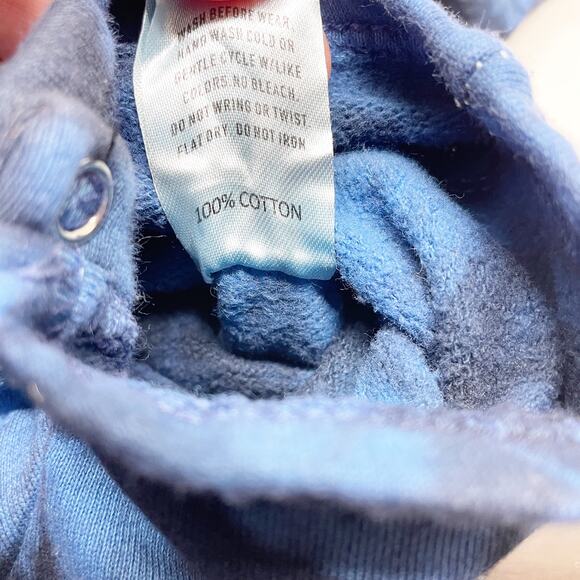 WASH BEFORE WEAR,
HAND WASH COLD OR
GENTLE CYCLE W/LIKE
COLORS. NO BLEACH.
DO NOT WRING OR TWIST
FLAT DRY. DO NOT IRON
100% COTTON